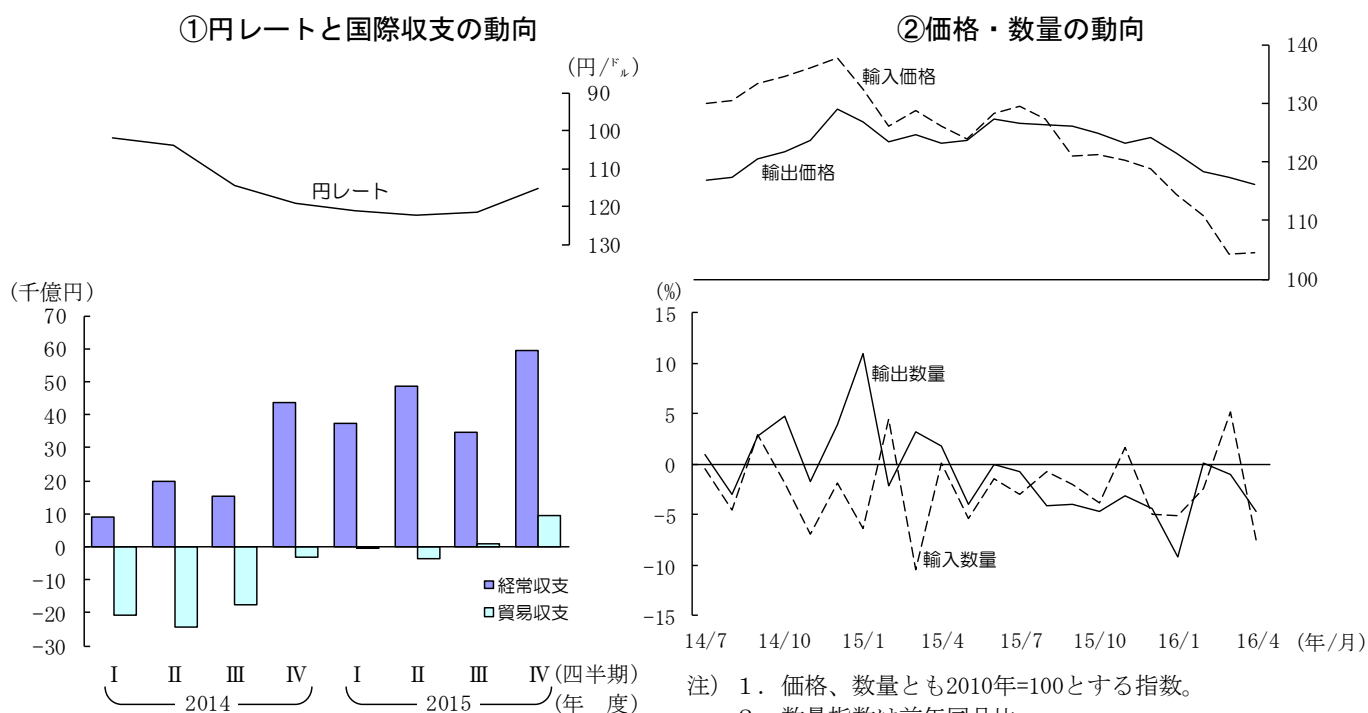 ①円レートと国際収支の動向
(円/㌦)
90
100
110
120
130
円レート
(千億円)
70
60
50
40
30
20
10
0
-10
-20
-30
経常収支
貿易収支
Ⅰ Ⅱ Ⅲ Ⅳ Ⅰ Ⅱ Ⅲ Ⅳ (四半期)
2014 2015 (年 度)
②価格・数量の動向
140
130
120
110
100
輸入価格
輸出価格
(%)
15
10
5
0
-5
-10
-15
輸出数量
輸入数量
14/7 14/10 15/1 15/4 15/7 15/10 16/1 16/4 (年/月)
注) 1．価格、数量とも2010年=100とする指数。